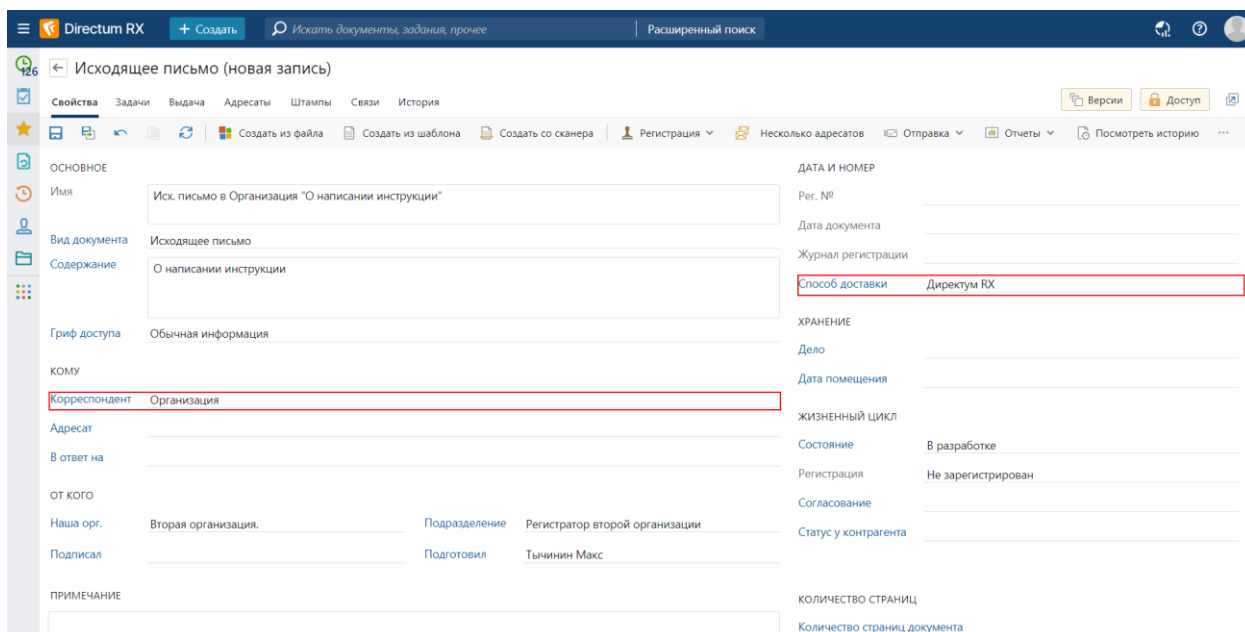 Directum RX
+ Создать
Искать документы, задания, прочее
Расширенный поиск
126
Исходящее письмо (новая запись)
Свойства Задачи Выдача Адресаты Штампы Связи История
Версии Доступ
Создать из файла Создать из шаблона Создать со сканера Регистрация Несколько адресатов Отправка Отчеты Посмотреть историю ...
ОСНОВНОЕ
Имя Исх. письмо в Организация "О написании инструкции"
Вид документа Исходящее письмо
Содержание О написании инструкции
Гриф доступа Обычная информация
КОМУ
Корреспондент Организация
Адресат
В ответ на
ОТ КОГО
Наша орг. Вторая организация. Подразделение Регистратор второй организации
Подписал Подготовил Тычинин Макс
ПРИМЕЧАНИЕ
ДАТА И НОМЕР
Рег. №
Дата документа
Журнал регистрации
Способ доставки Директум RX
ХРАНЕНИЕ
Дело
Дата помещения
ЖИЗНЕННЫЙ ЦИКЛ
Состояние В разработке
Регистрация Не зарегистрирован
Согласование
Статус у контрагента
КОЛИЧЕСТВО СТРАНИЦ
Количество страниц документа